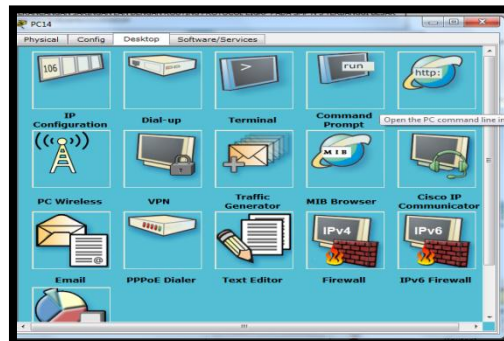 PC14
Physical Config Desktop Software/Services
106
IP Configuration
Dial-up
>
Terminal
run
Command Prompt
http:
Open the PC command line in
PC Wireless
VPN
Traffic Generator
MIB
MIB Browser
Cisco IP Communicator
Email
PPPoE Dialer
Text Editor
IPv4
Firewall
IPv6
IPv6 Firewall